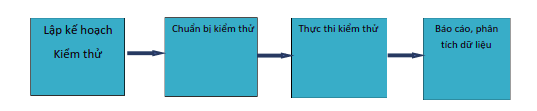 Lập kế hoạch
Kiểm thử
Chuẩn bị kiểm thử
Thực thi kiểm thử
Báo cáo, phân
tích dữ liệu